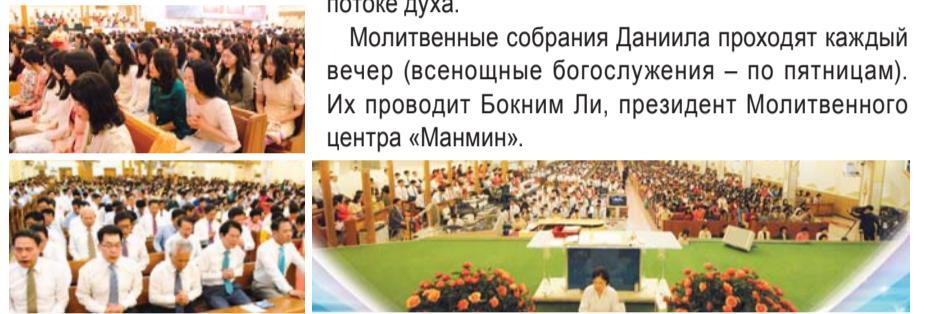 потоке духа.
Молитвенные собрания Даниила проходят каждый
вечер (всенощные богослужения – по пятницам).
Их проводит Бокним Ли, президент Молитвенного
центра «Манмин».